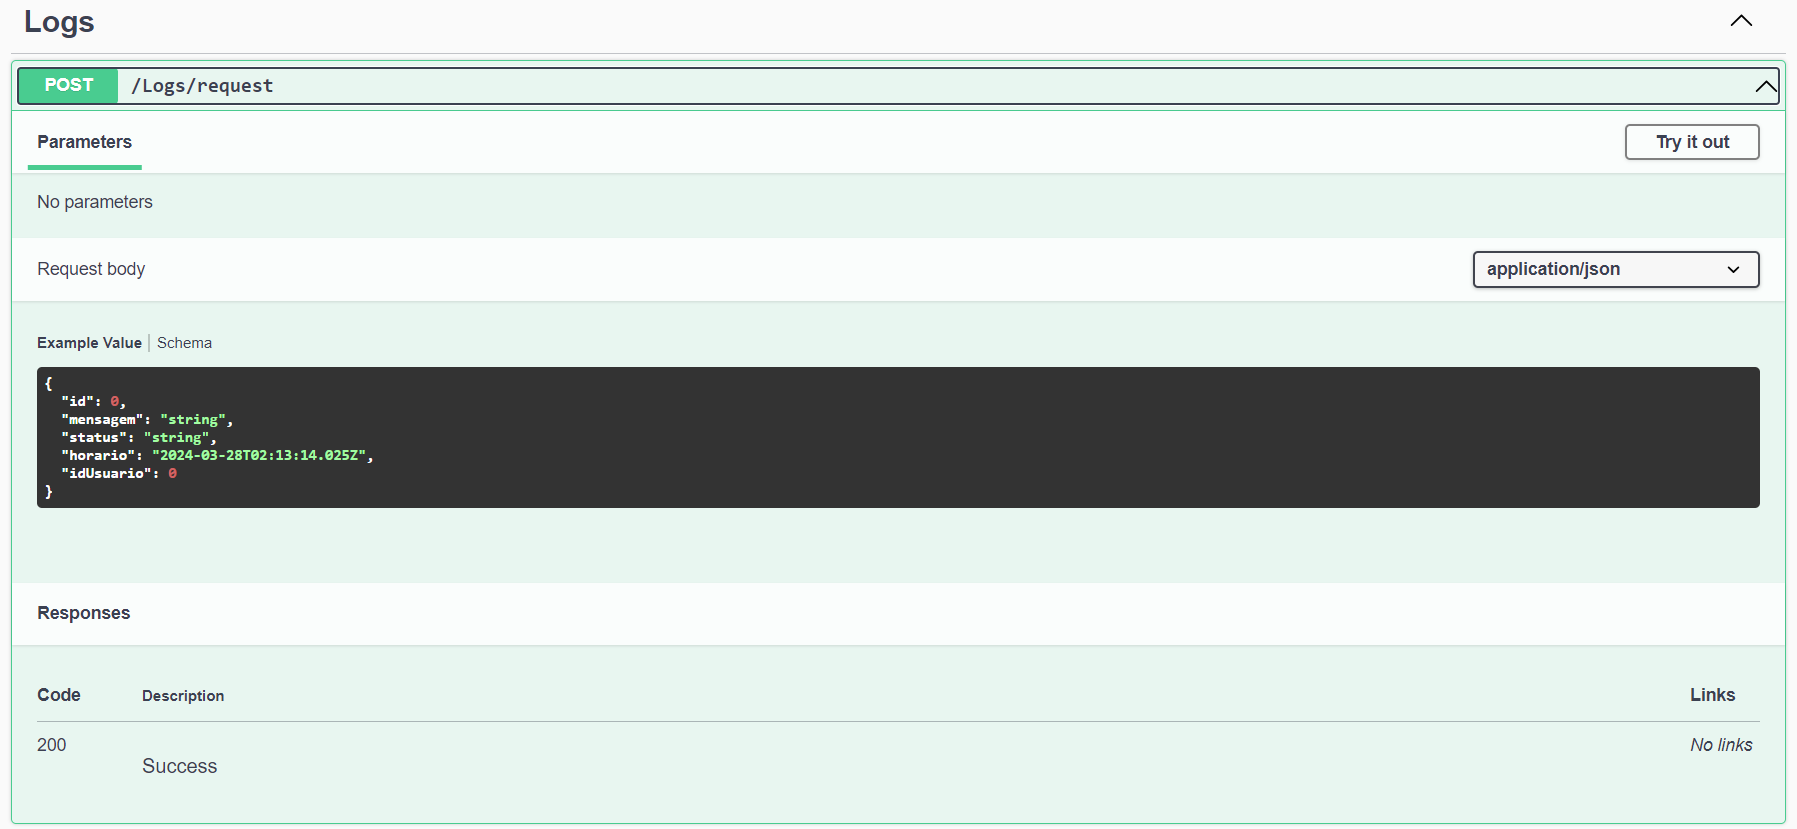 Logs
POST /Logs/request
Parameters Try it out
No parameters
Request body application/json
Example Value | Schema
{
  "id": 0,
  "mensagem": "string",
  "status": "string",
  "horario": "2024-03-28T02:13:14.025Z",
  "idUsuario": 0
}
Responses
Code Description Links
200 No links
Success